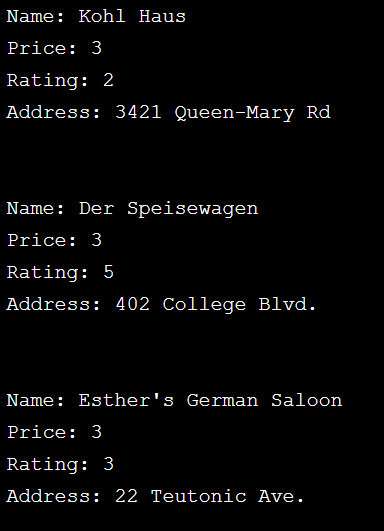 Name: Kohl Haus
Price: 3
Rating: 2
Address: 3421 Queen-Mary Rd
Name: Der Speisewagen
Price: 3
Rating: 5
Address: 402 College Blvd.
Name: Esther's German Saloon
Price: 3
Rating: 3
Address: 22 Teutonic Ave.